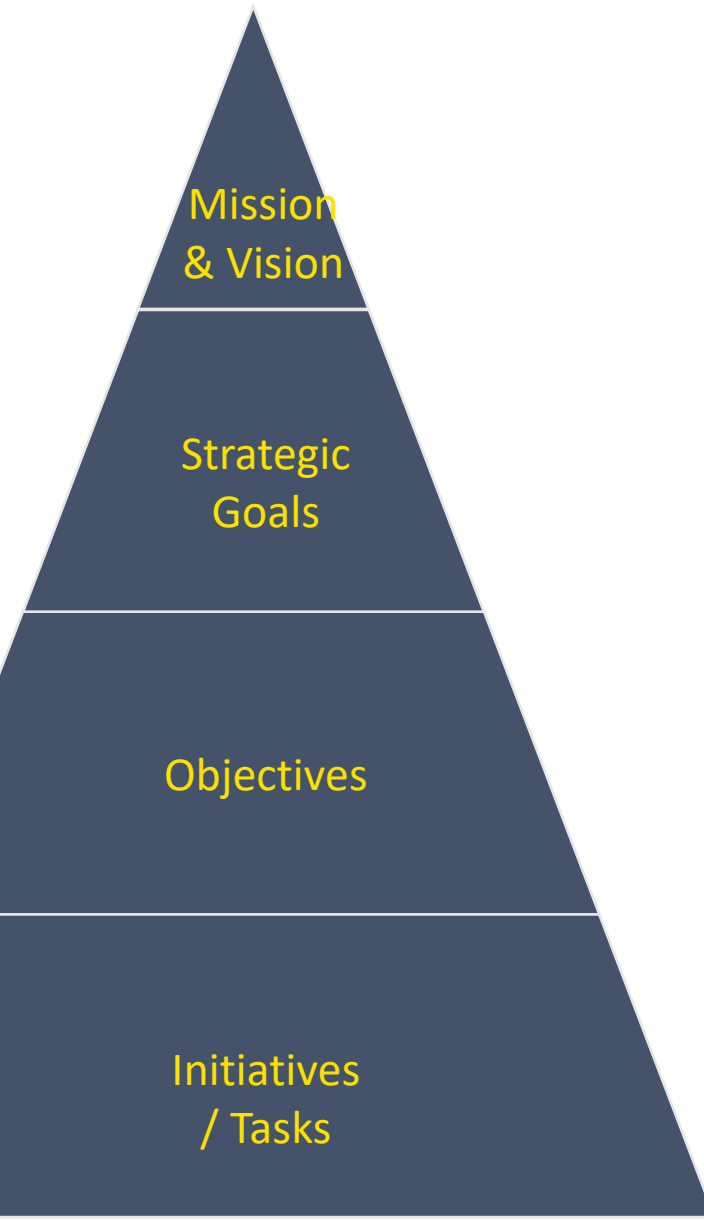 Mission
& Vision
Strategic
Goals
Objectives
Initiatives
/ Tasks